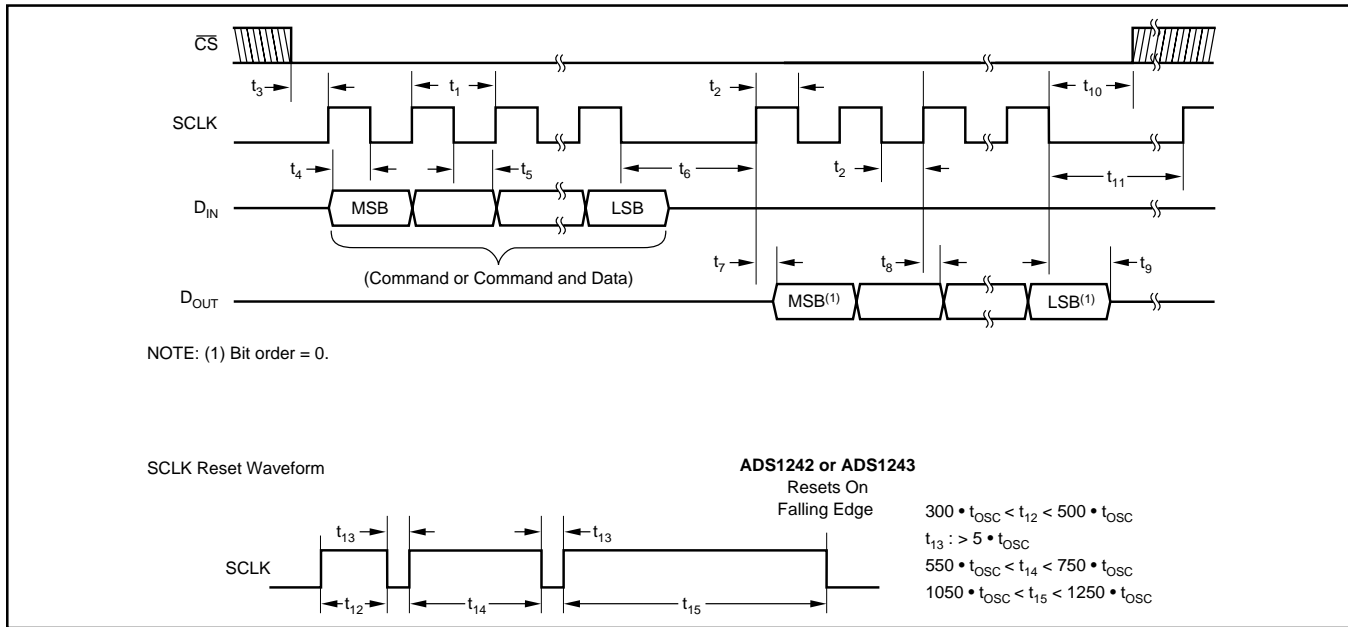 CS
t3
t1
t2
t10
SCLK
t4
t5
t6
t2
t11
DIN
MSB
LSB
(Command or Command and Data)
t7
t8
t9
DOUT
MSB(1)
LSB(1)
NOTE: (1) Bit order = 0.
SCLK Reset Waveform
ADS1242 or ADS1243
Resets On
Falling Edge
300 • tOSC < t12 < 500 • tOSC
t13 : > 5 • tOSC
550 • tOSC < t14 < 750 • tOSC
1050 • tOSC < t15 < 1250 • tOSC
t13
t13
SCLK
t12
t14
t15